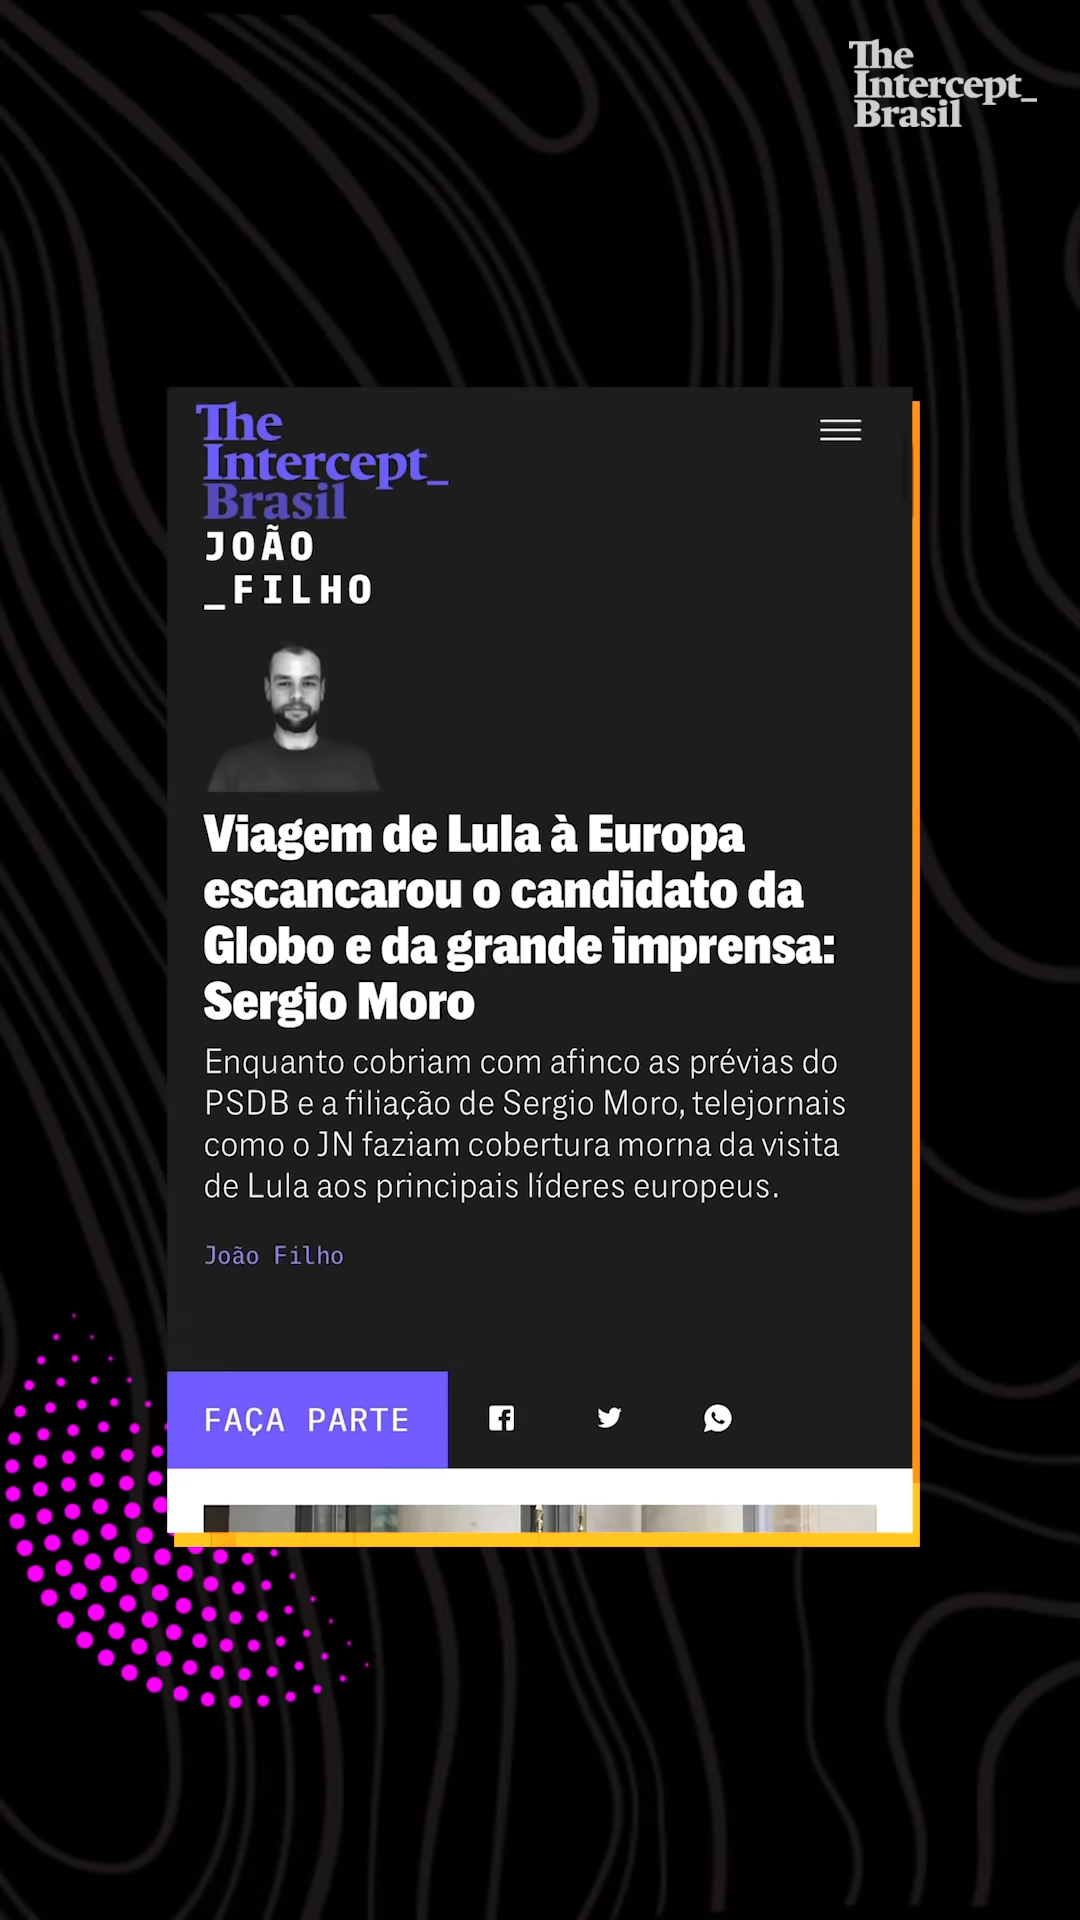 The
Intercept_
Brasil
The
Intercept_
Brasil
JOÃO
_FILHO
Viagem de Lula à Europa
escancarou o candidato da
Globo e da grande imprensa:
Sergio Moro
Enquanto cobriam com afinco as prévias do
PSDB e a filiação de Sergio Moro, telejornais
como o JN faziam cobertura morna da visita
de Lula aos principais líderes europeus.
João Filho
FAÇA PARTE